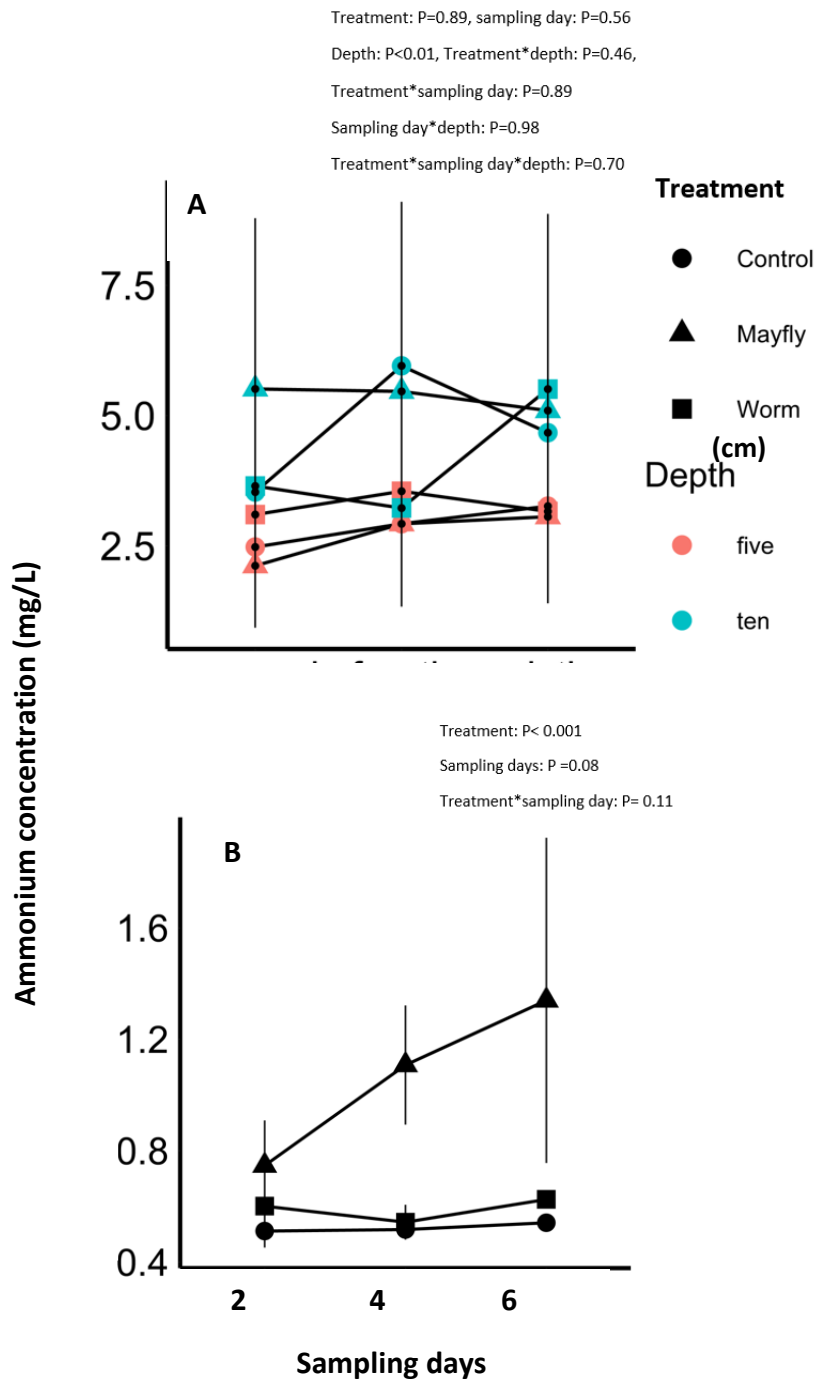 Treatment: P=0.89, sampling day: P=0.56
Depth: P<0.01, Treatment*depth: P=0.46,
Treatment*sampling day: P=0.89
Sampling day*depth: P=0.98
Treatment*sampling day*depth: P=0.70
A
7.5
5.0
2.5
Treatment
Control
Mayfly
Worm
(cm)
Depth
five
ten
Ammonium concentration (mg/L)
Treatment: P< 0.001
Sampling days: P =0.08
Treatment*sampling day: P= 0.11
B
1.6
1.2
0.8
0.4
2 4 6
Sampling days